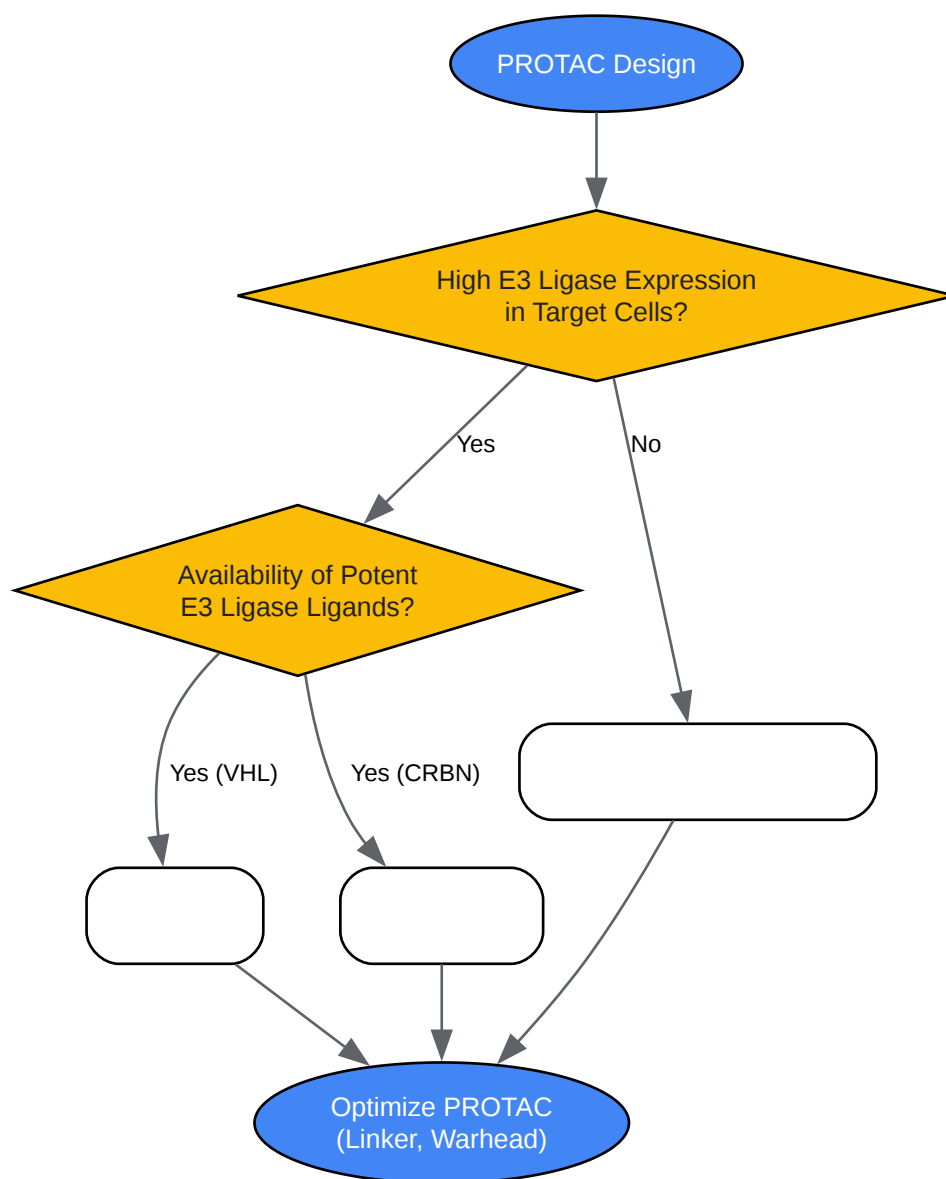 PROTAC Design
High E3 Ligase Expression
in Target Cells?
Yes
No
Availability of Potent
E3 Ligase Ligands?
Yes (VHL)
Yes (CRBN)
Optimize PROTAC
(Linker, Warhead)